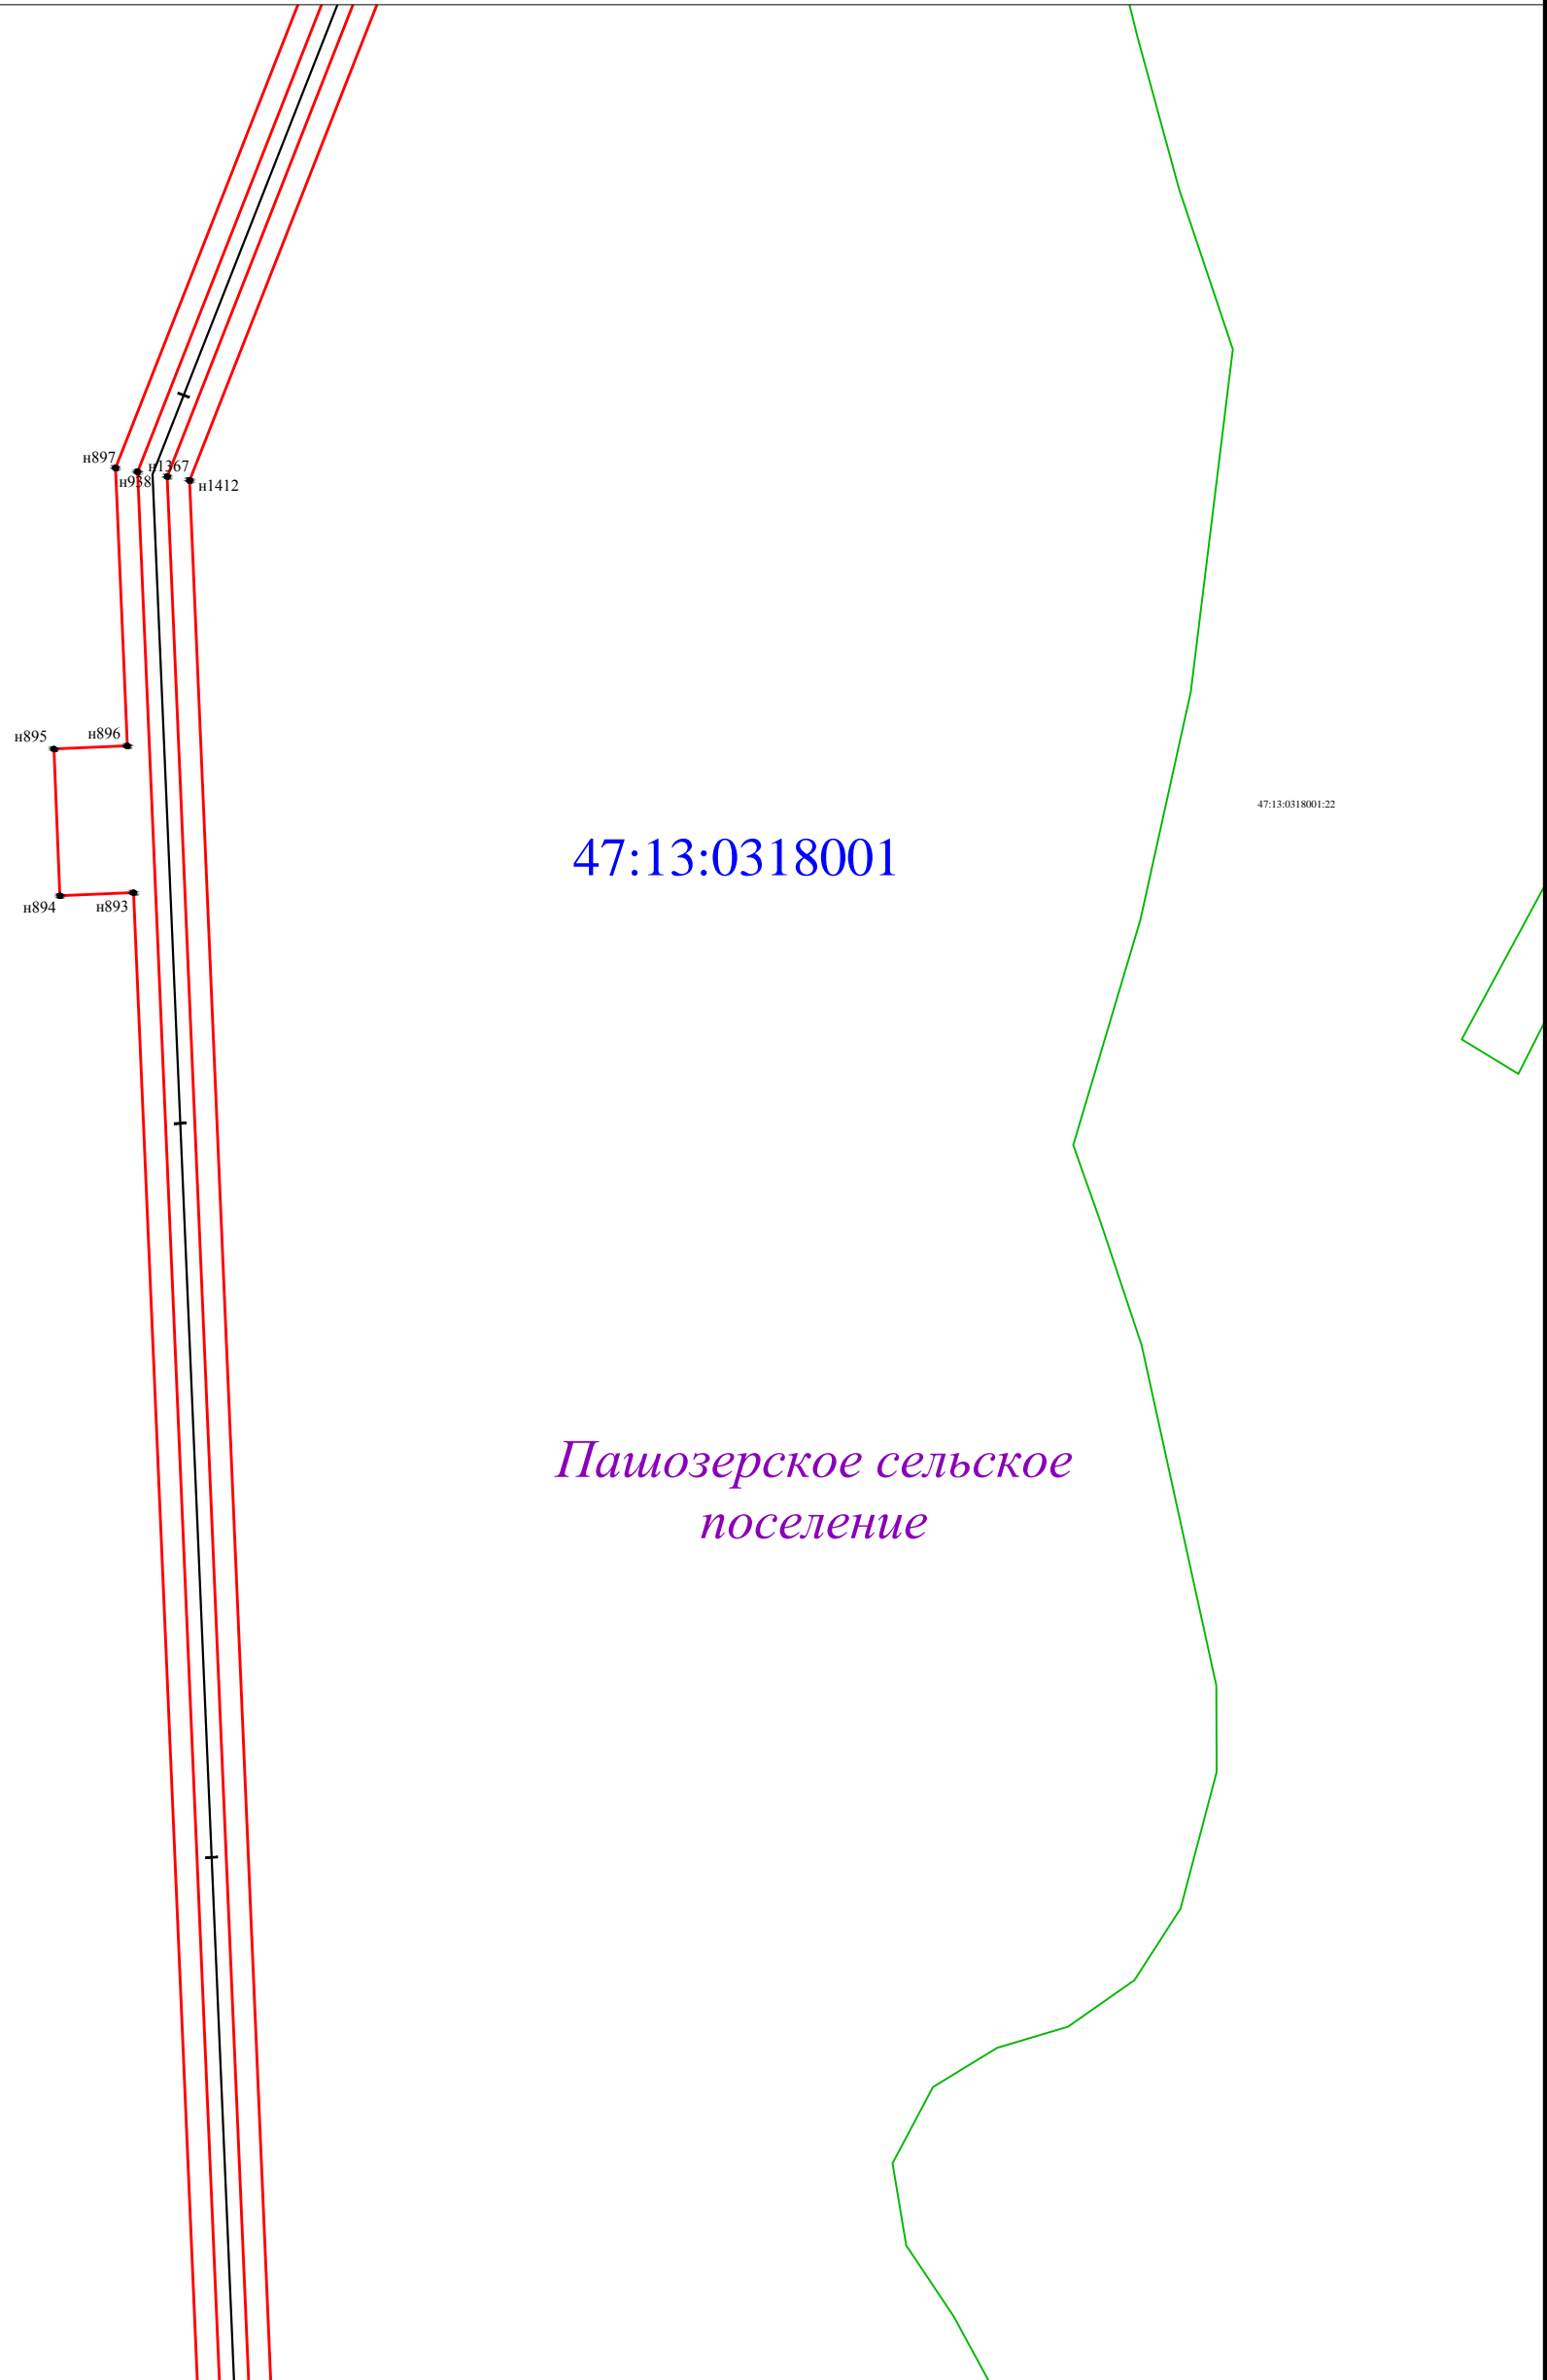 н897
н1367
н938
н1412
н896
н895
47:13:0318001:22
47:13:0318001
н893
н894
Пашозерское сельское
поселение